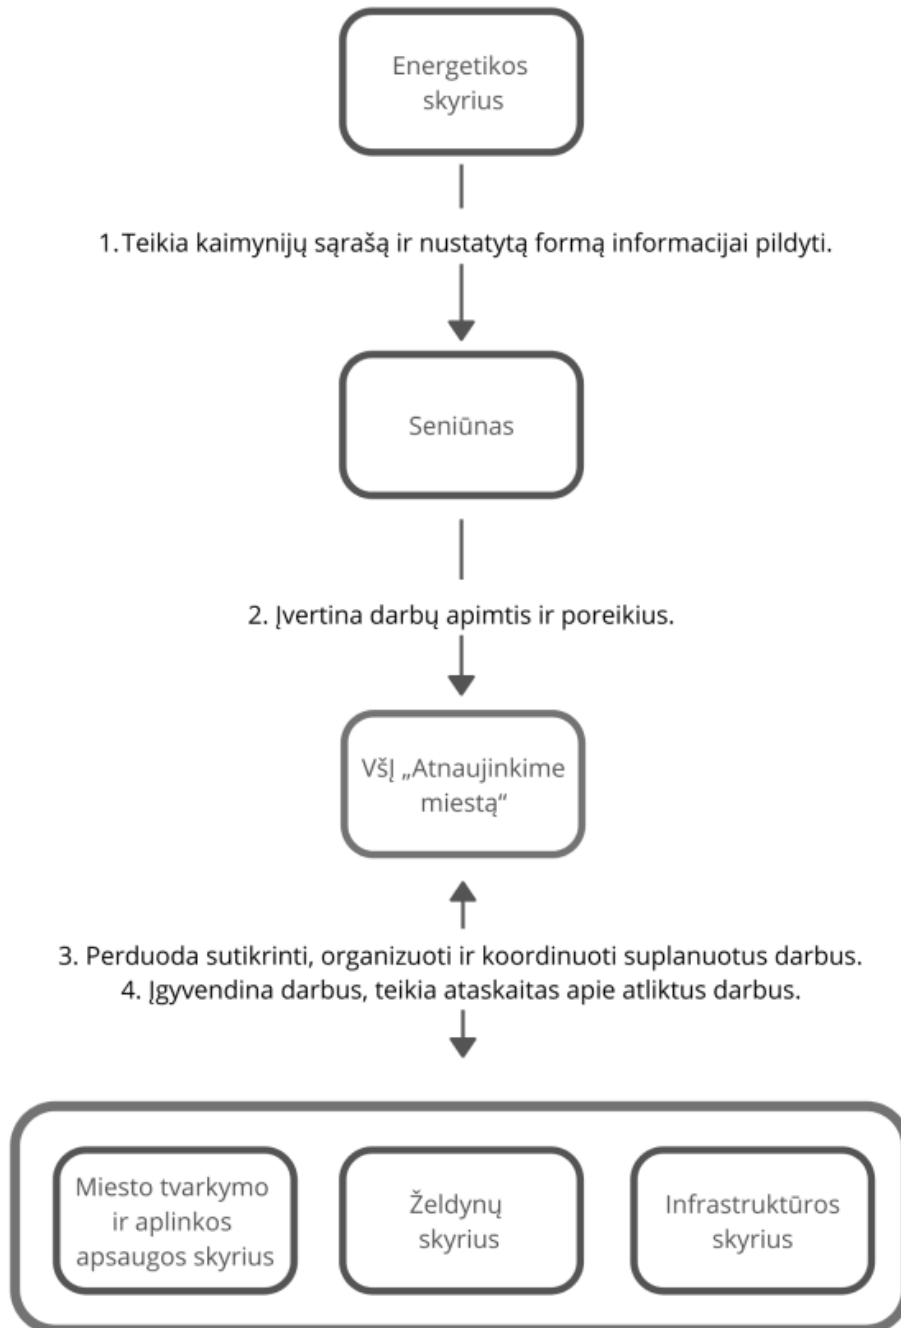 Energetikos
skyrius
1. Teikia kaimynijų sąrašą ir nustatytą formą informacijai pildyti.
Seniūnas
2. Įvertina darbų apimtis ir poreikius.
VšĮ „Atnaujinkime
miestą“
3. Perduoda sutikrinti, organizuoti ir koordinuoti suplanuotus darbus.
4. Įgyvendina darbus, teikia ataskaitas apie atliktus darbus.
Miesto tvarkymo
ir aplinkos
apsaugos skyrius
Želdynų
skyrius
Infrastruktūros
skyrius